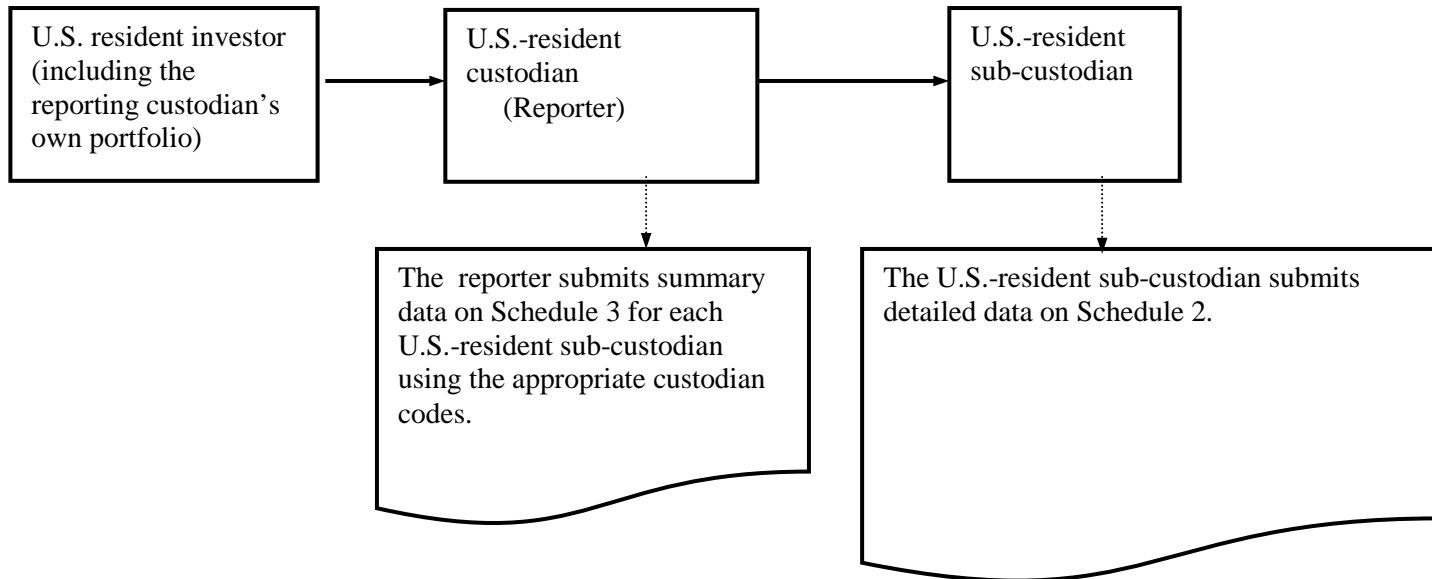 U.S. resident investor
(including the
reporting custodian’s
own portfolio)
U.S.-resident
custodian
(Reporter)
U.S.-resident
sub-custodian
The  reporter submits summary
data on Schedule 3 for each
U.S.-resident sub-custodian
using the appropriate custodian
codes.
The U.S.-resident sub-custodian submits
detailed data on Schedule 2.